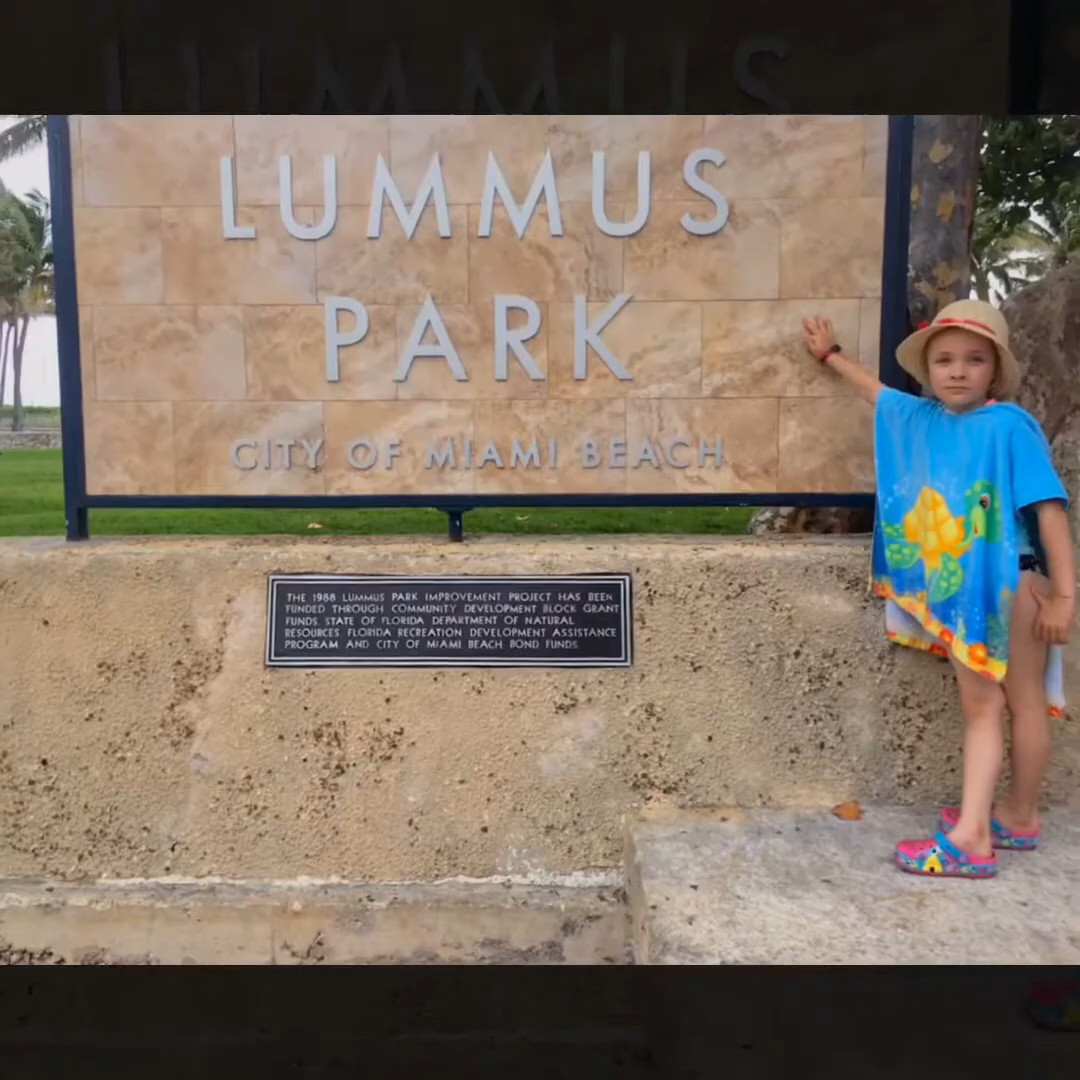 LUMMUS
PARK
CITY OF MIAMI BEACH
THE 1988 LUMMUS PARK IMPROVEMENT PROJECT HAS BEEN
FUNDED THROUGH COMMUNITY DEVELOPMENT BLOCK GRANT
FUNDS, STATE OF FLORIDA DEPARTMENT OF NATURAL
RESOURCES FLORIDA RECREATION DEVELOPMENT ASSISTANCE
PROGRAM AND CITY OF MIAMI BEACH BOND FUNDS.